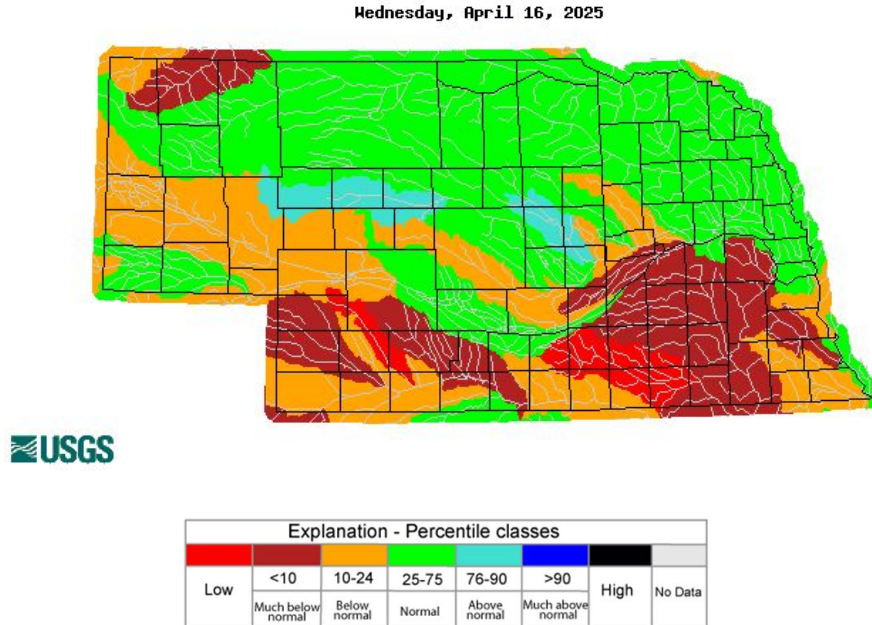 Wednesday, April 16, 2025
USGS
Explanation - Percentile classes
Low
<10
10-24
25-75
76-90
>90
High
No Data
Much below normal
Below normal
Normal
Above normal
Much above normal